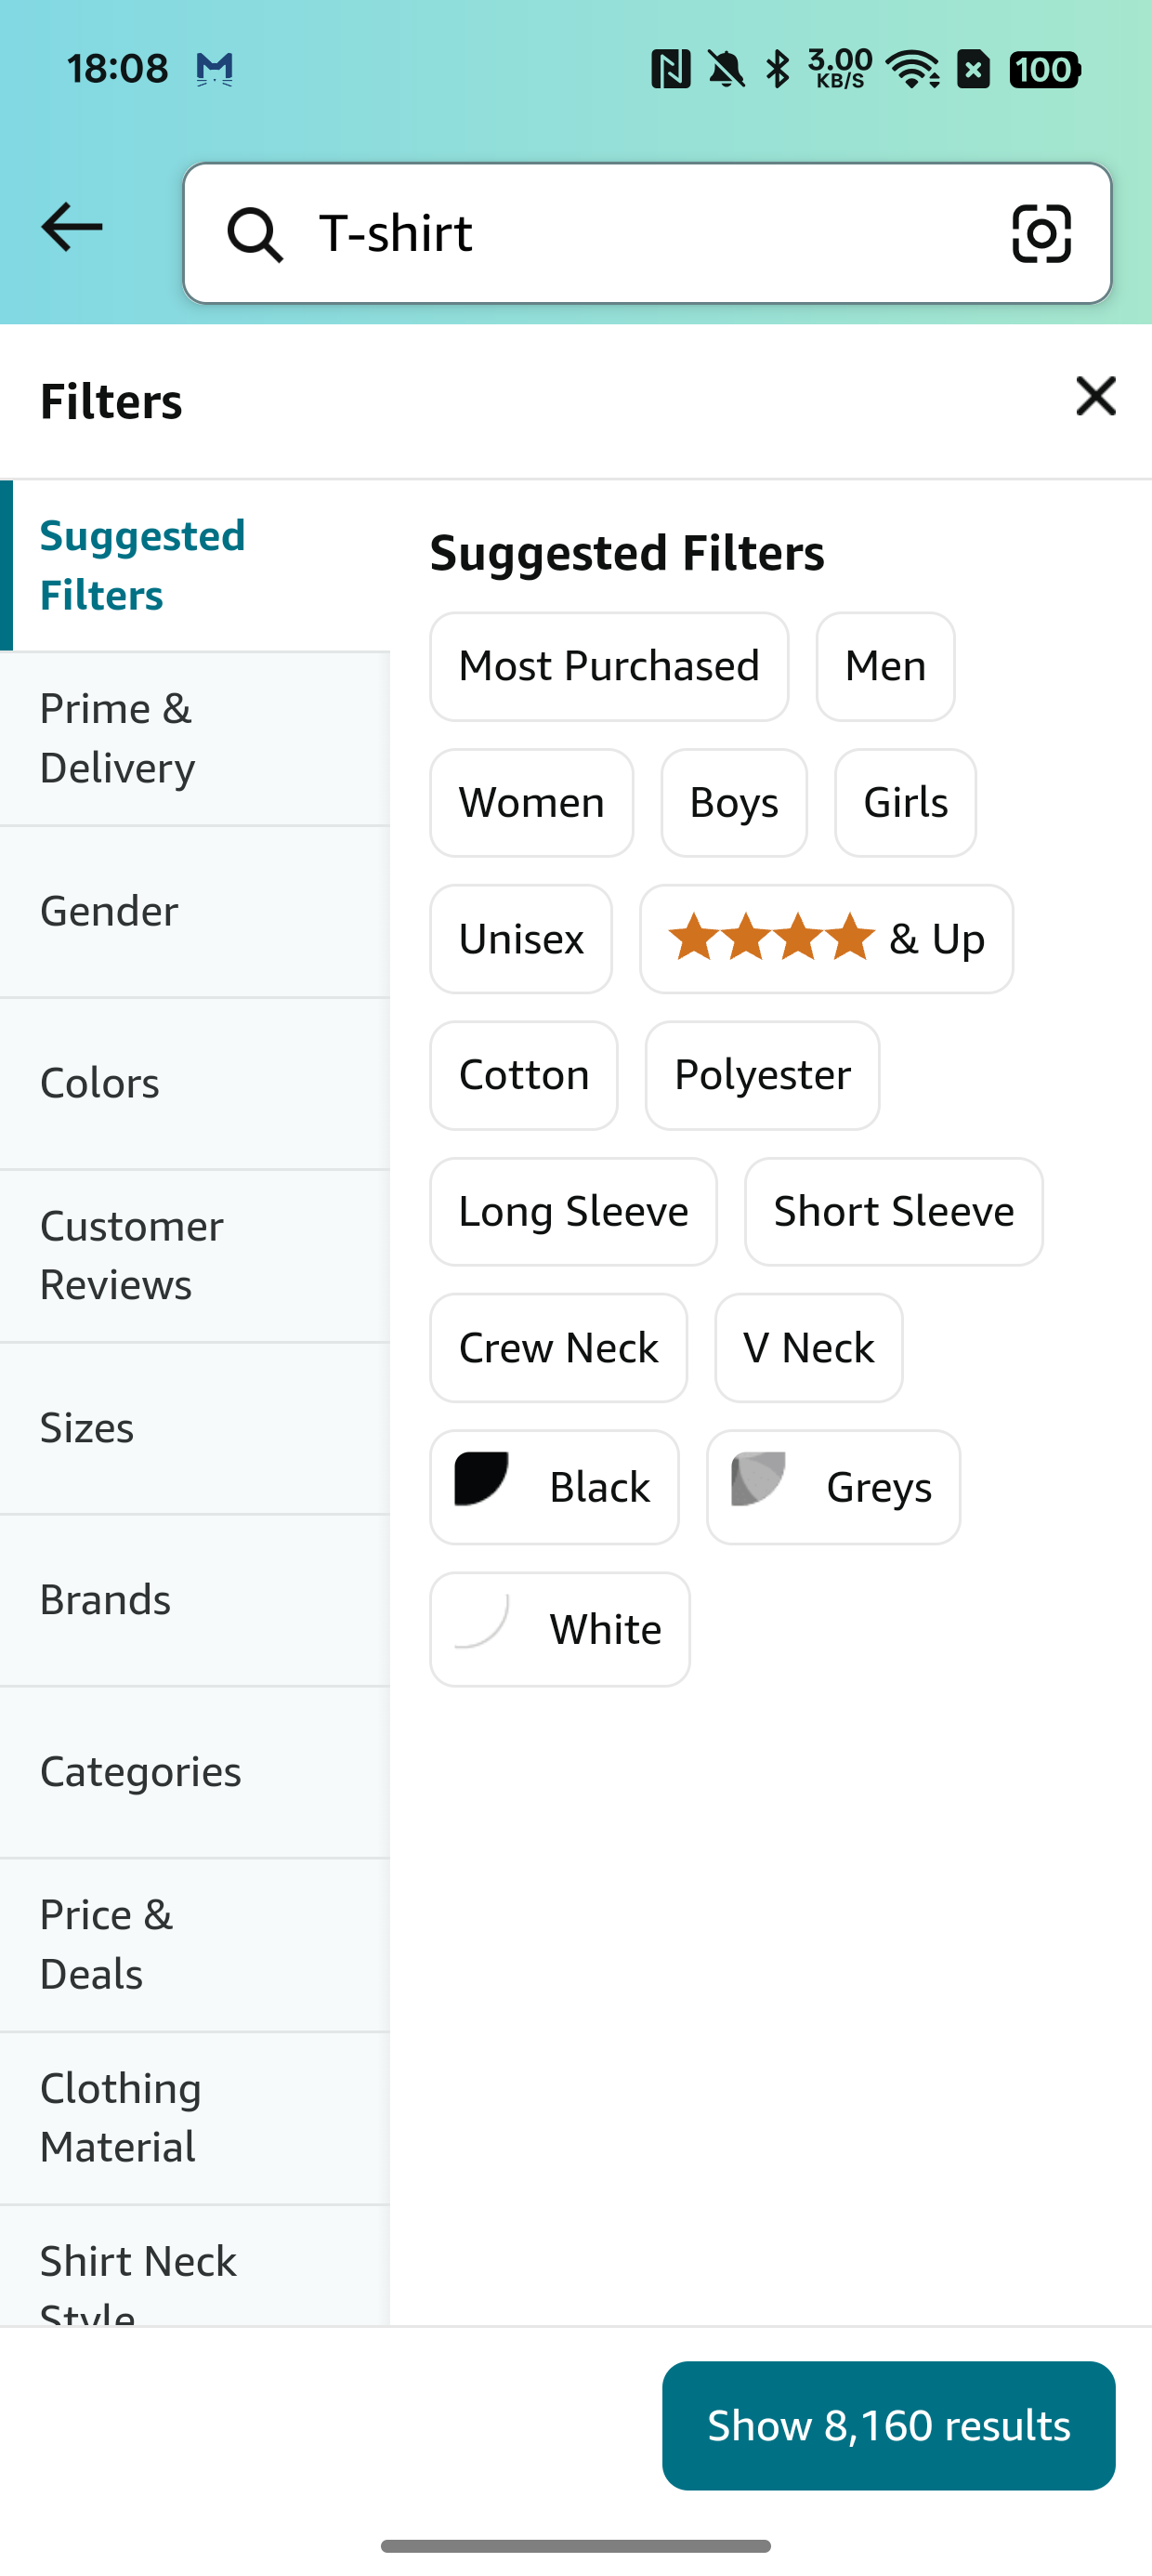 18:08
3.00
KB/S
100
T-shirt
Filters
Suggested
Filters
Prime &
Delivery
Gender
Colors
Customer
Reviews
Sizes
Brands
Categories
Price &
Deals
Clothing
Material
Shirt Neck
Style
Suggested Filters
Most Purchased
Men
Women
Boys
Girls
Unisex
& Up
Cotton
Polyester
Long Sleeve
Short Sleeve
Crew Neck
V Neck
Black
Greys
White
Show 8,160 results